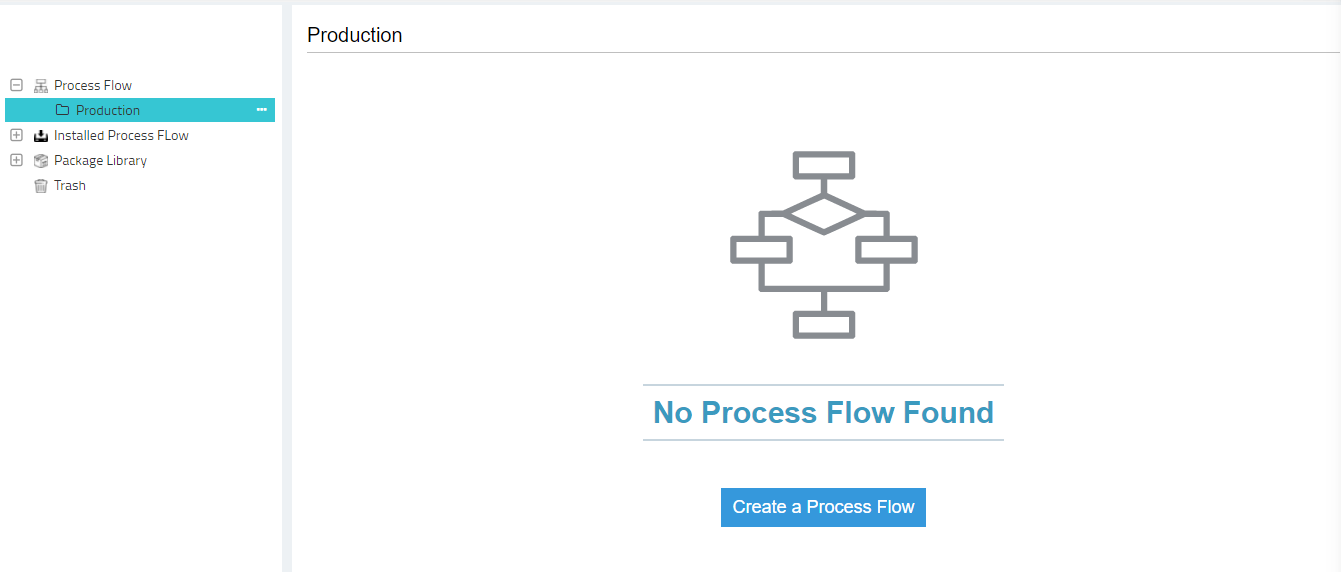 Production
Process Flow
Production
Installed Process FLow
Package Library
Trash
No Process Flow Found
Create a Process Flow